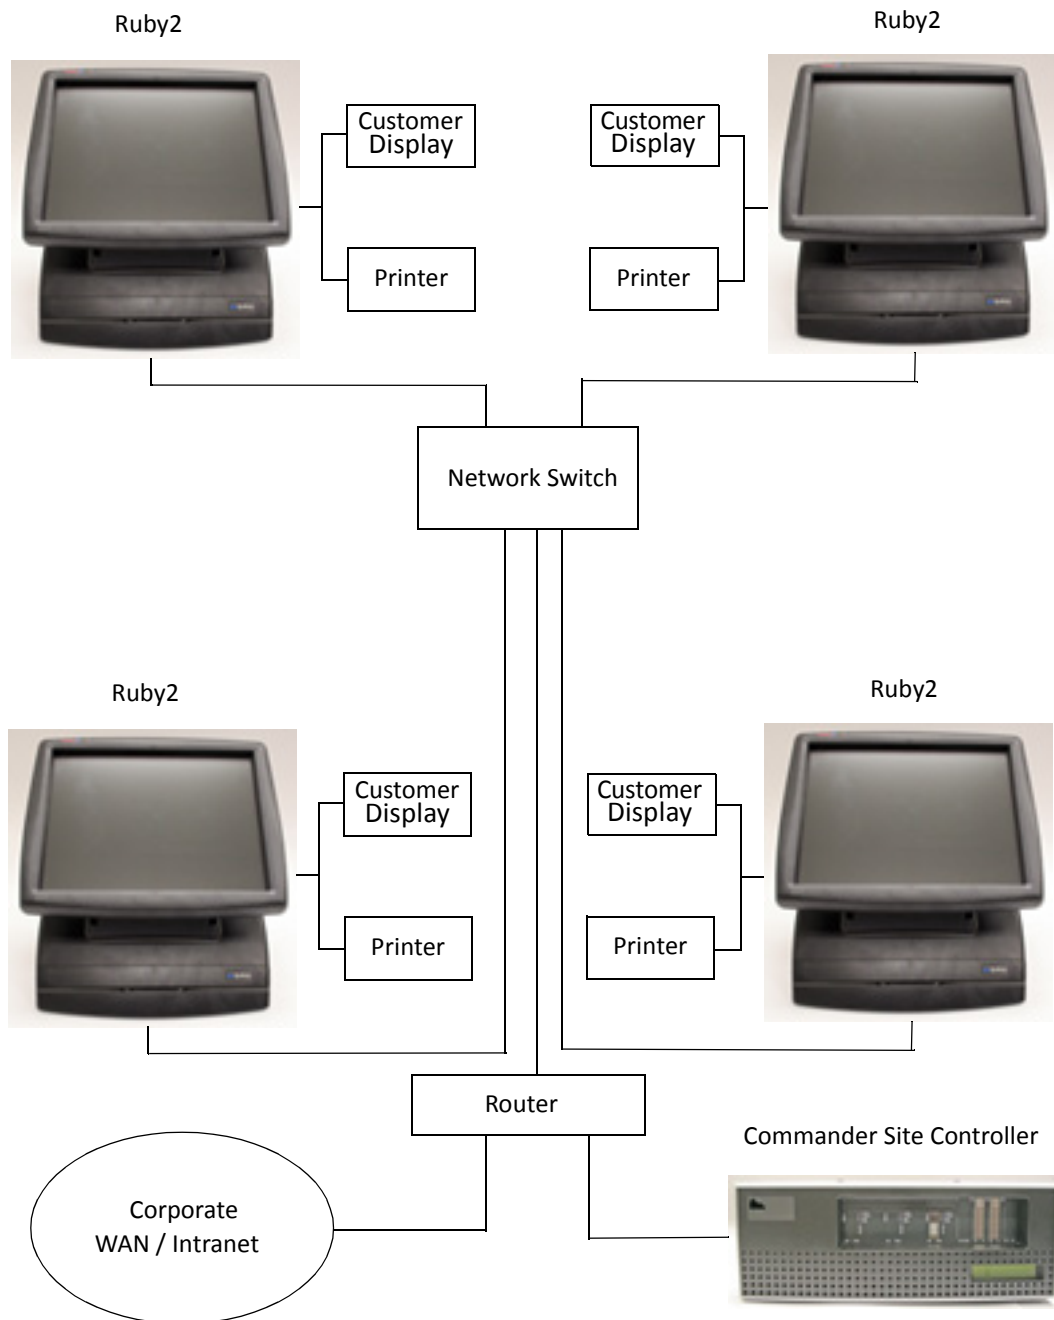 Ruby2
Ruby2
Customer
Display
Customer
Display
Printer
Printer
Network Switch
Ruby2
Ruby2
Customer
Display
Customer
Display
Printer
Printer
Router
Commander Site Controller
Corporate
WAN / Intranet